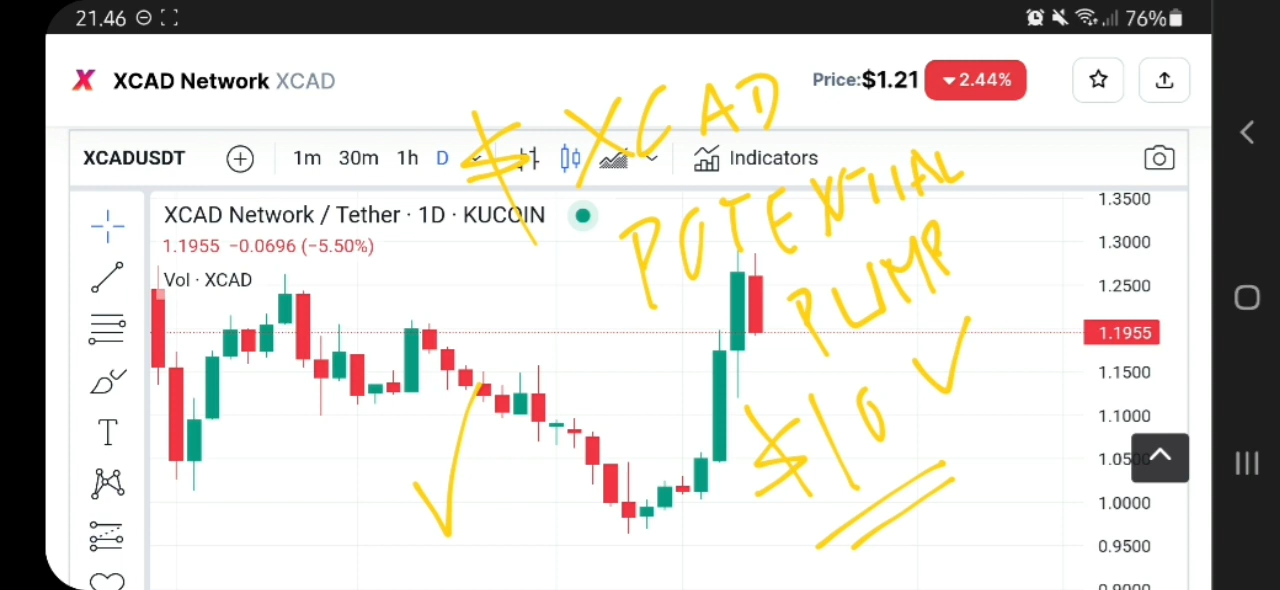 21.46 76%
XCAD Network XCAD Price:$1.21 2.44%
XCADUSDT 1m 30m 1h D Indicators
$XCAD
POTENTIAL
PUMP
$10
XCAD Network / Tether · 1D · KUCOIN
1.1955 −0.0696 (−5.50%)
Vol · XCAD
T
1.3500
1.3000
1.2500
1.1955
1.1500
1.1000
1.0500
1.0000
0.9500
0.9000